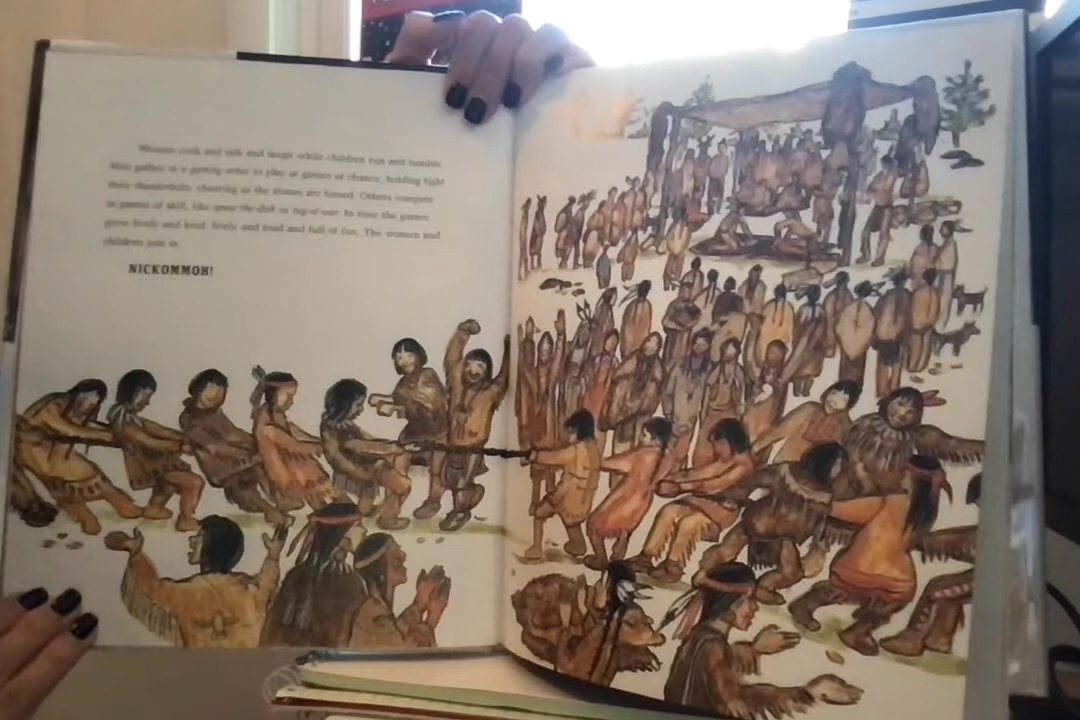 Women cook and talk and laugh while children run and tumble.
Men gather in a gaming arbor to play at games of chance, holding tight
their thunderbolts, cheering as the stones are tossed. Others compete
in games of skill, like spear-the-disk or tug-o'-war. In time the games
grow lively and loud, lively and loud and full of fun. The women and
children join in.
NICKOMMOH!